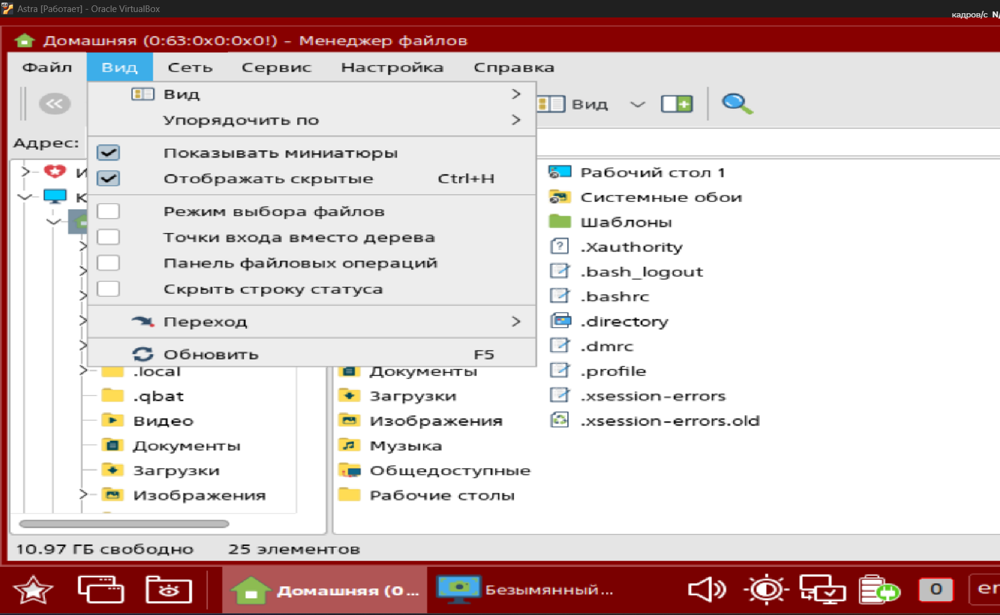 Astra [Работает] - Oracle VirtualBox
кадров/с N/
Домашняя (0:63:0x0:0x0!) – Менеджер файлов
Файл Вид Сеть Сервис Настройка Справка
Вид
Упорядочить по
Показывать миниатюры
Отображать скрытые Ctrl+H
Режим выбора файлов
Точки входа вместо дерева
Панель файловых операций
Скрыть строку статуса
Переход
Обновить F5
Вид
Адрес:
И
К
.local
.qbat
Видео
Документы
Загрузки
Изображения
Документы
Загрузки
Изображения
Музыка
Общедоступные
Рабочие столы
Рабочий стол 1
Системные обои
Шаблоны
.Xauthority
.bash_logout
.bashrc
.directory
.dmrc
.profile
.xsession-errors
.xsession-errors.old
10.97 ГБ свободно 25 элементов
Домашняя (0... Безымянный... 0 en